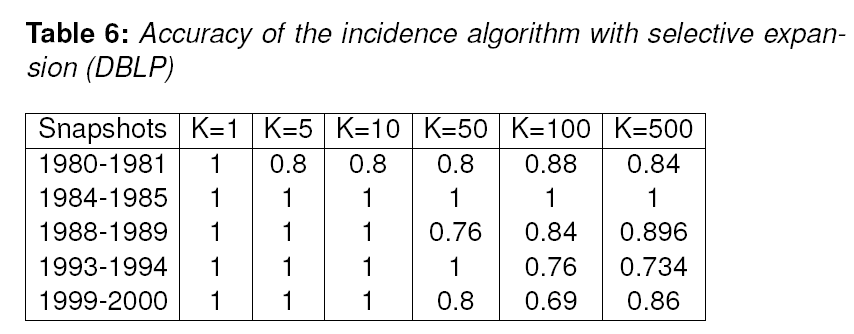 Table 6: Accuracy of the incidence algorithm with selective expan-
sion (DBLP)
Snapshots K=1 K=5 K=10 K=50 K=100 K=500
1980-1981 1 0.8 0.8 0.8 0.88 0.84
1984-1985 1 1 1 1 1 1
1988-1989 1 1 1 0.76 0.84 0.896
1993-1994 1 1 1 1 0.76 0.734
1999-2000 1 1 1 0.8 0.69 0.86